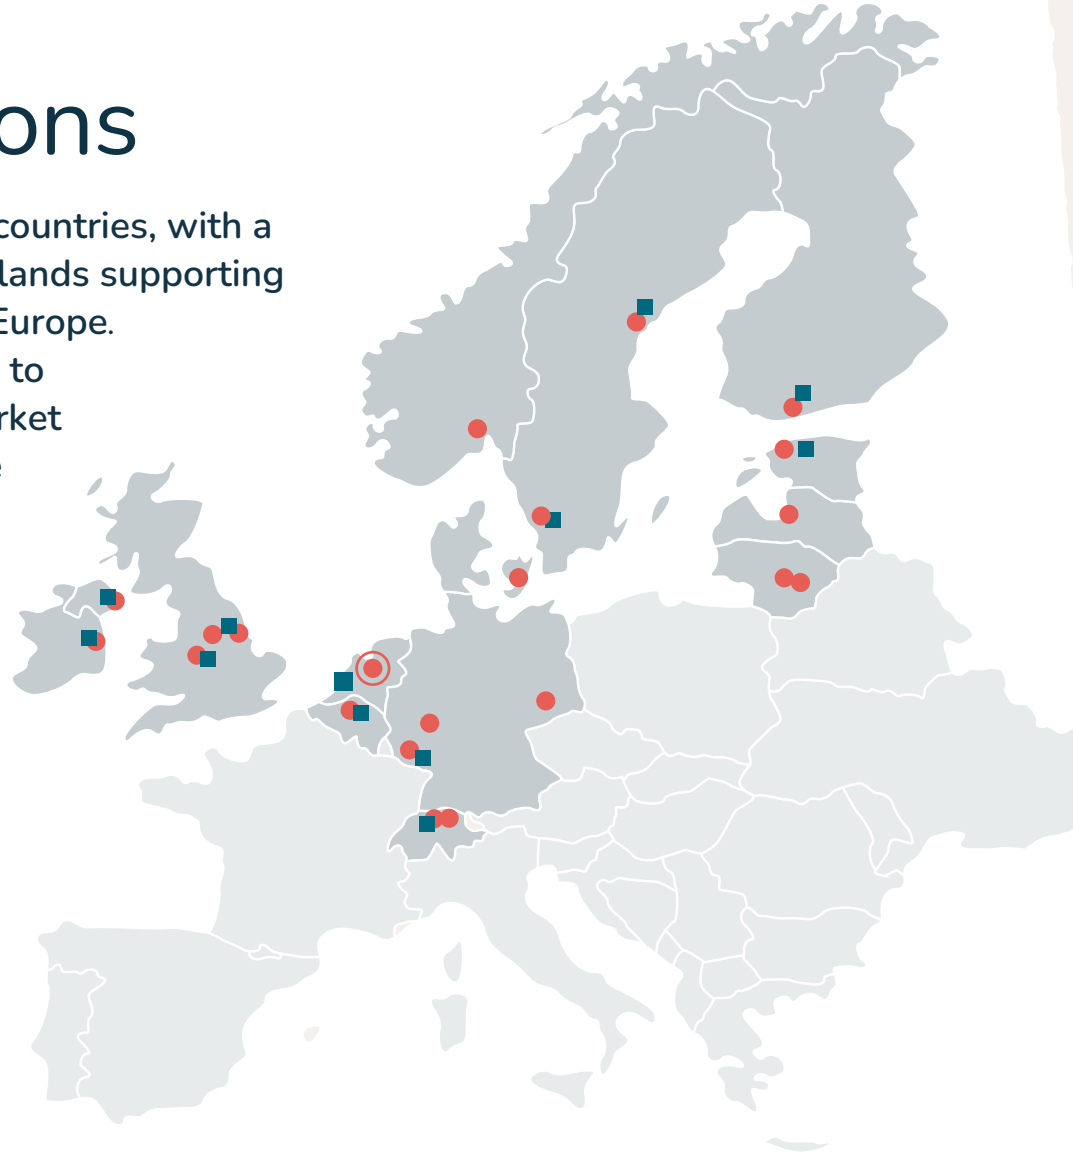 ons
countries, with a
lands supporting
Europe.
to
rket
e